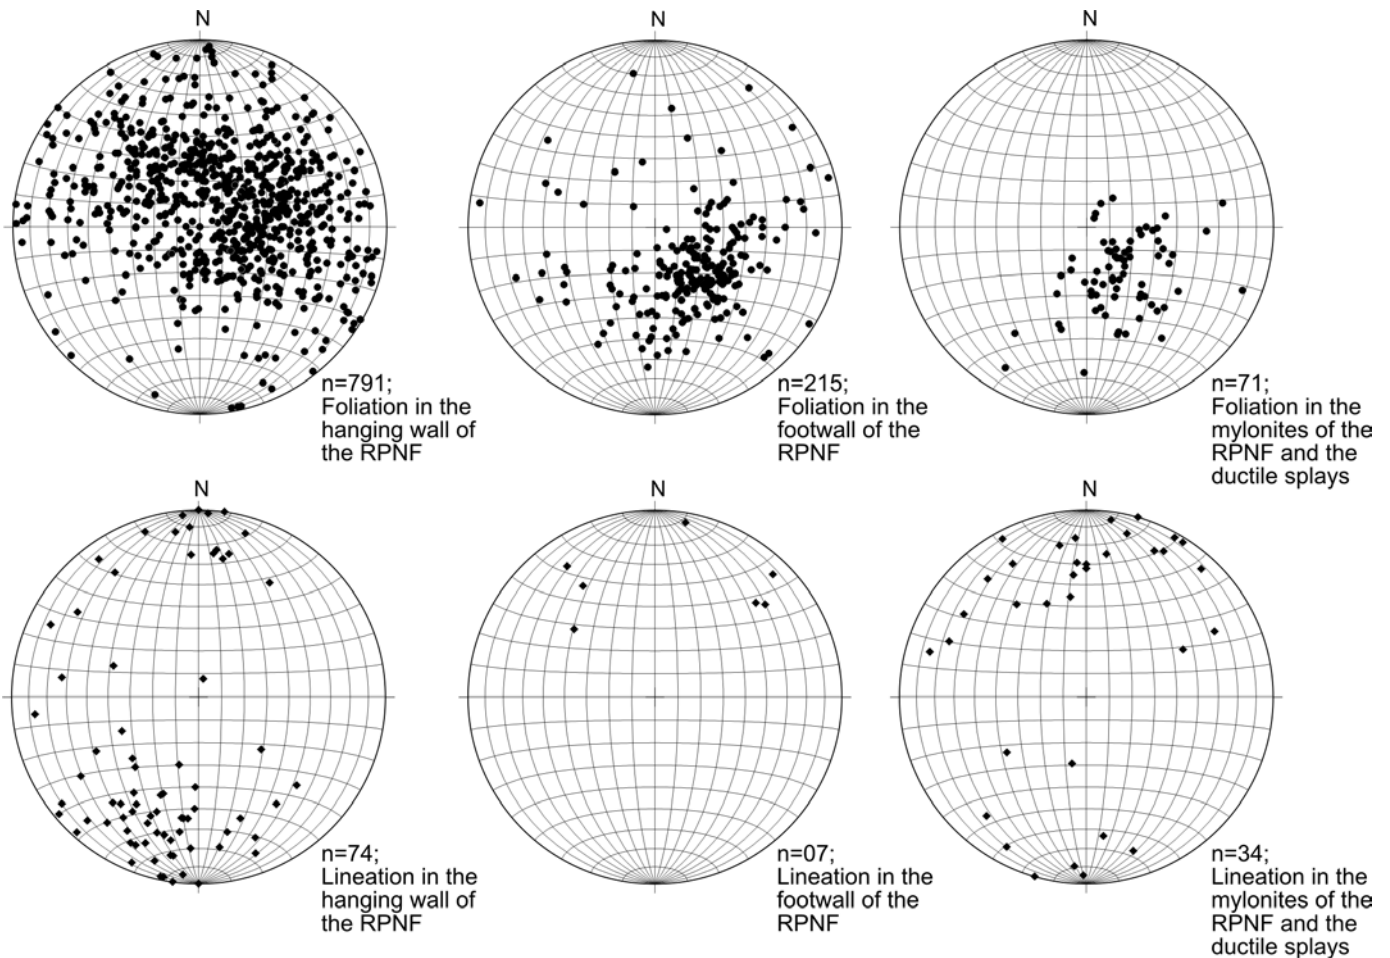 N
N
N
n=791;
Foliation in the
hanging wall of
the RPNF
n=215;
Foliation in the
footwall of the
RPNF
n=71;
Foliation in the
mylonites of the
RPNF and the
ductile splays
N
N
N
n=74;
Lineation in the
hanging wall of
the RPNF
n=07;
Lineation in the
footwall of the
RPNF
n=34;
Lineation in the
mylonites of the
RPNF and the
ductile splays